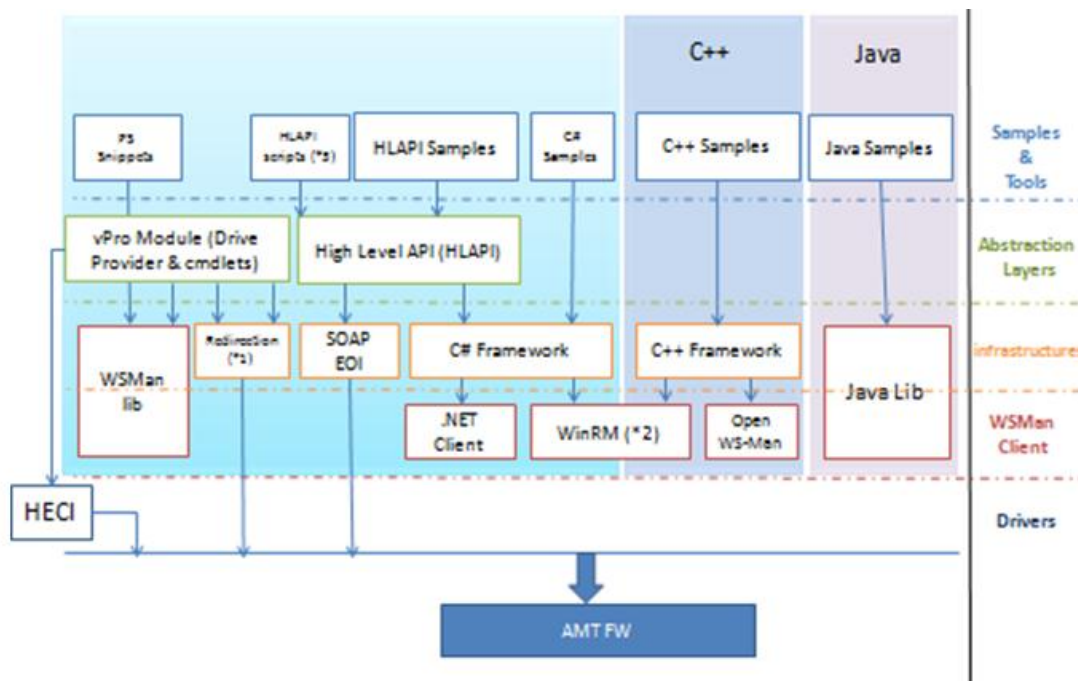 C++
Java
PS
Snippets
HLAPI
scripts (*3)
HLAPI Samples
C#
Samples
C++ Samples
Java Samples
Samples
&
Tools
vPro Module (Drive
Provider & cmdlets)
High Level API (HLAPI)
Abstraction
Layers
WSMan
lib
Redirection
(*1)
SOAP
EOI
C# Framework
C++ Framework
Java Lib
infrastructures
.NET
Client
WinRM (*2)
Open
WS-Man
WSMan
Client
HECI
Drivers
AMT FW